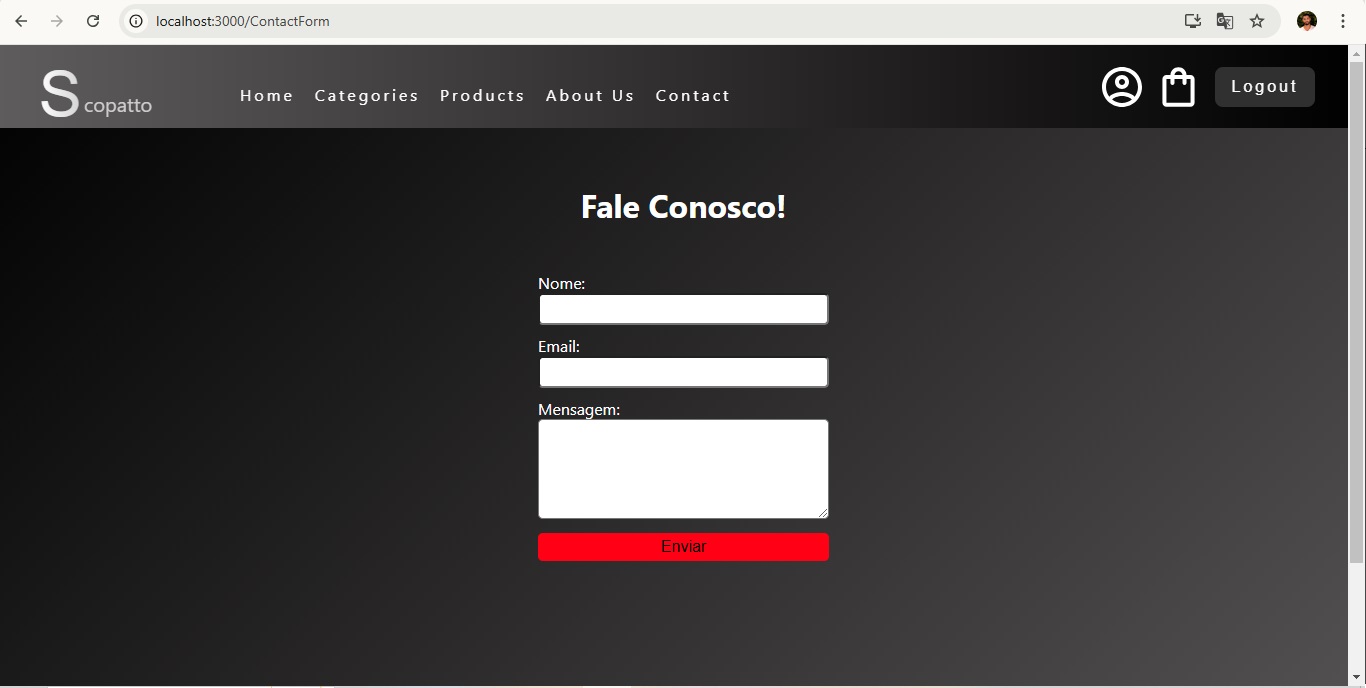 localhost:3000/ContactForm
Scopatto
Home Categories Products About Us Contact
Logout
Fale Conosco!
Nome:
Email:
Mensagem:
Enviar